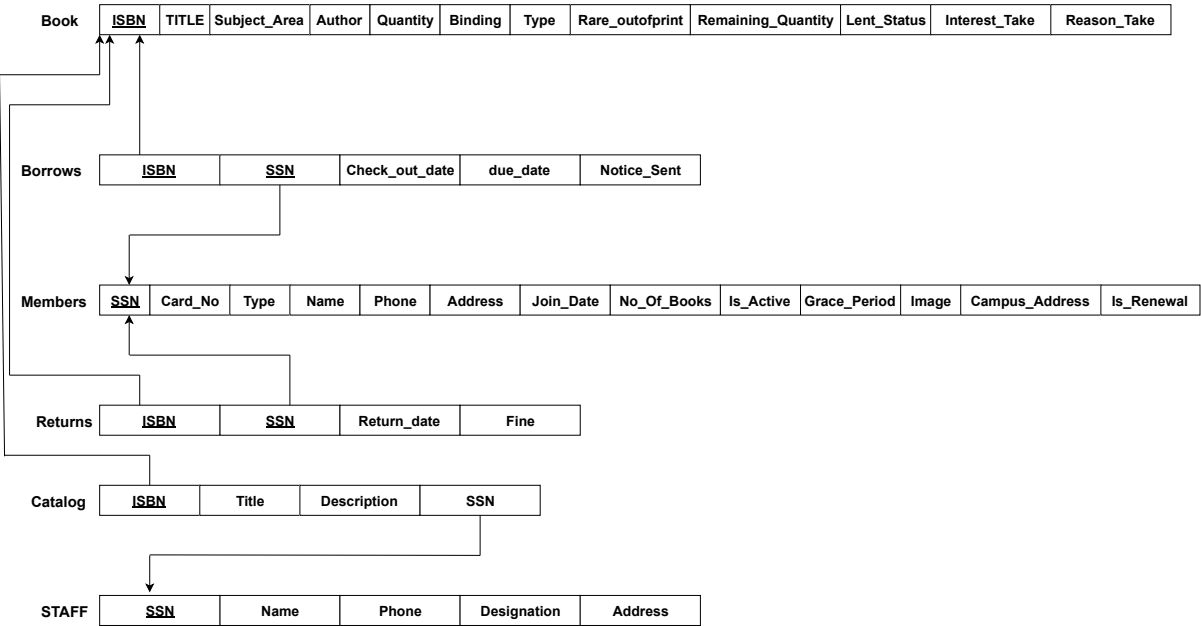 Book ISBN TITLE Subject_Area Author Quantity Binding Type Rare_outofprint Remaining_Quantity Lent_Status Interest_Take Reason_Take
Borrows ISBN SSN Check_out_date due_date Notice_Sent
Members SSN Card_No Type Name Phone Address Join_Date No_Of_Books Is_Active Grace_Period Image Campus_Address Is_Renewal
Returns ISBN SSN Return_date Fine
Catalog ISBN Title Description SSN
STAFF SSN Name Phone Designation Address